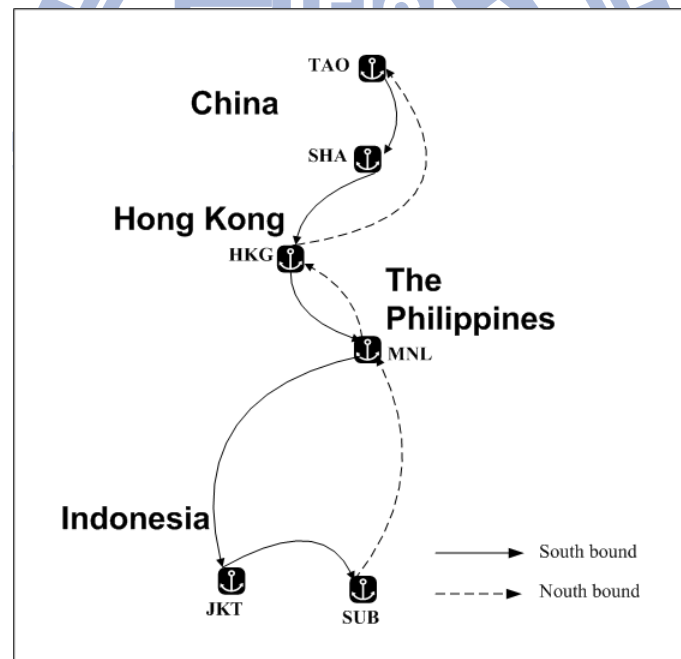 TAO
China
SHA
Hong Kong
HKG
The
Philippines
MNL
Indonesia
JKT
SUB
South bound
Nouth bound